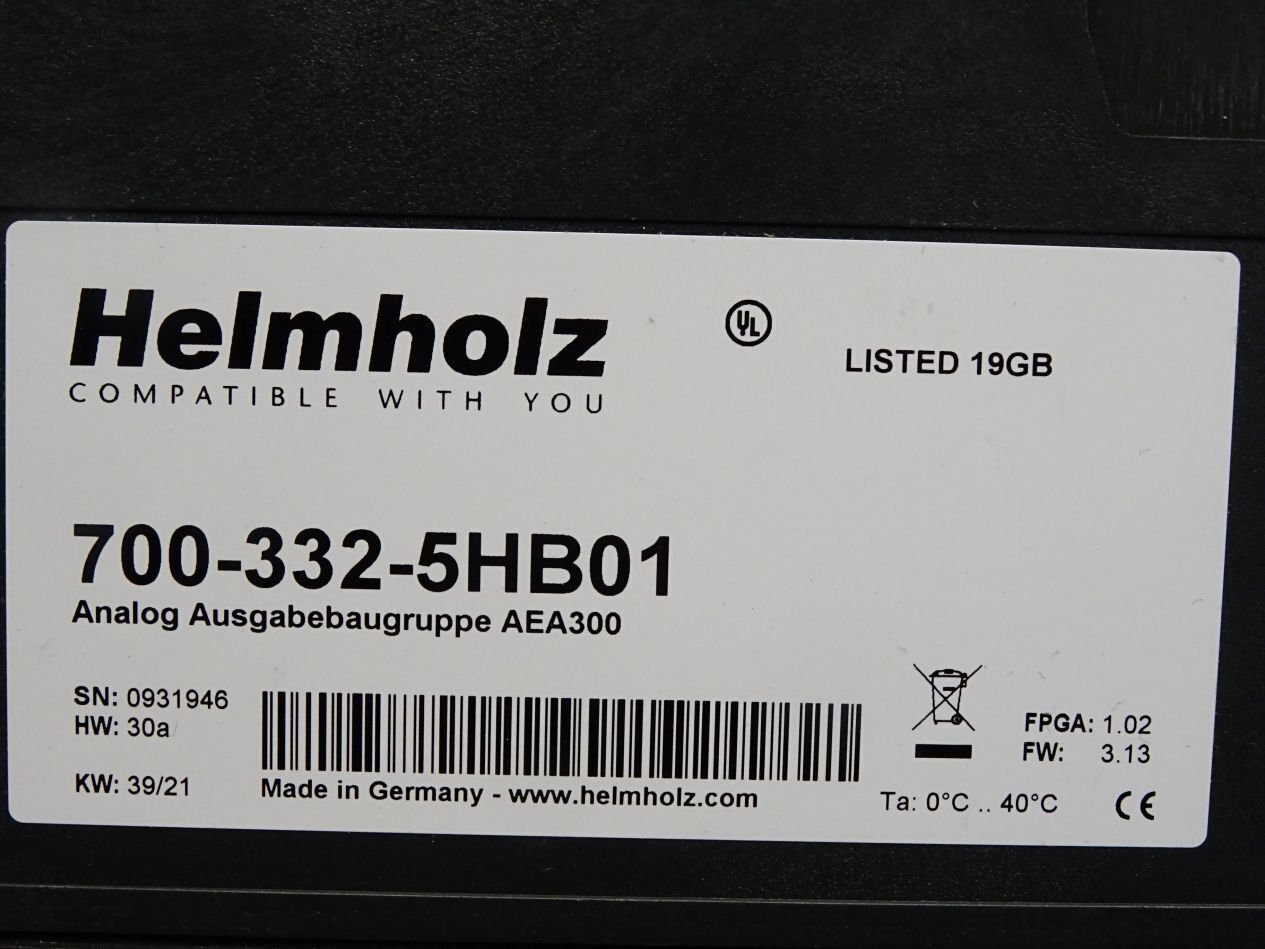 Helmholz
COMPATIBLE WITH YOU
UL
LISTED 19GB
700-332-5HB01
Analog Ausgabebaugruppe AEA300
SN: 0931946
HW: 30a
KW: 39/21
Made in Germany - www.helmholz.com
FPGA: 1.02
FW: 3.13
Ta: 0°C .. 40°C
CE